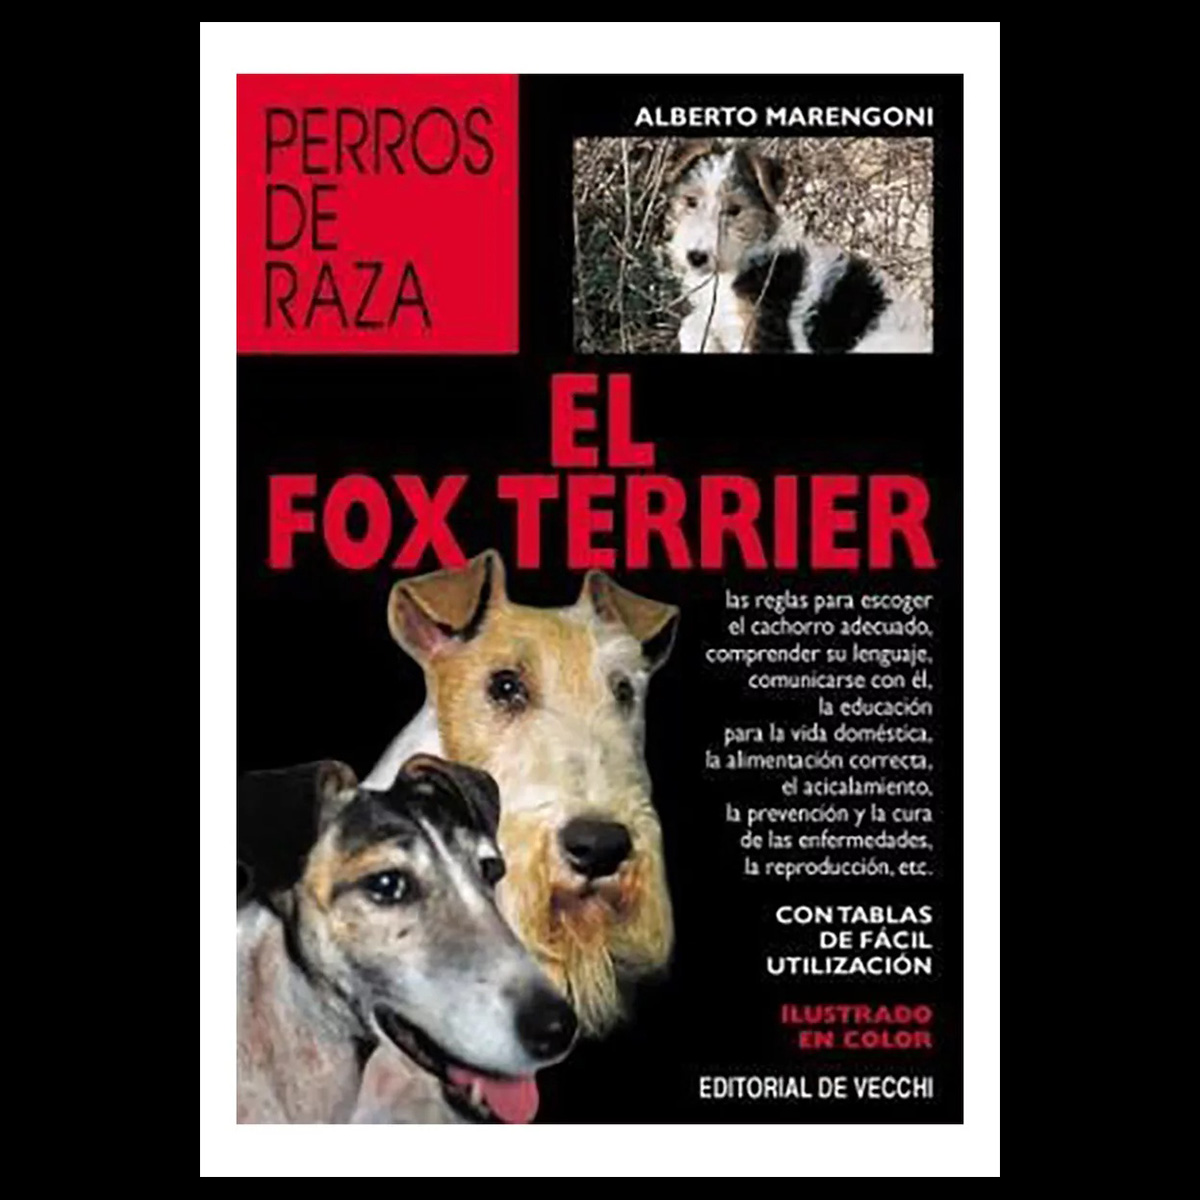 PERROS
DE
RAZA
ALBERTO MARENGONI
EL
FOX TERRIER
las reglas para escoger
el cachorro adecuado,
comprender su lenguaje,
comunicarse con él,
la educación
para la vida doméstica,
la alimentación correcta,
el acicalamiento,
la prevención y la cura
de las enfermedades,
la reproducción, etc.
CON TABLAS
DE FÁCIL
UTILIZACIÓN
ILUSTRADO
EN COLOR
EDITORIAL DE VECCHI